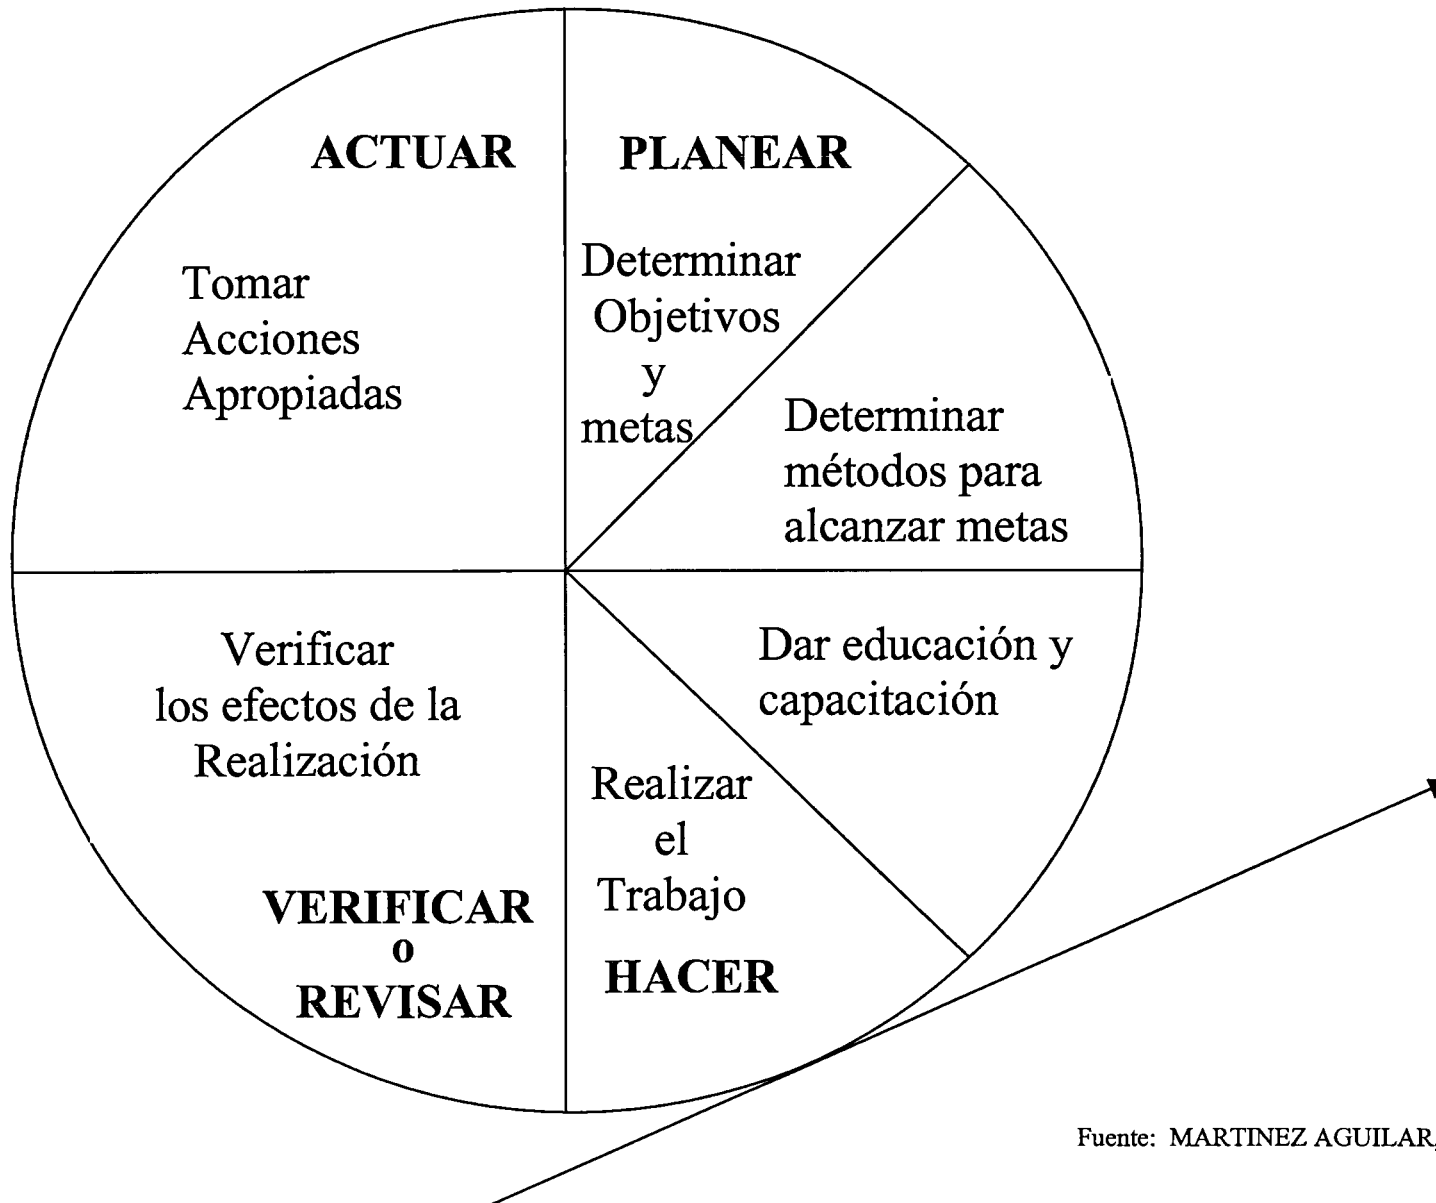 ACTUAR
Tomar
Acciones
Apropiadas
PLANEAR
Determinar
Objetivos
y
metas
Determinar
métodos para
alcanzar metas
Dar educación y
capacitación
Realizar
el
Trabajo
HACER
Verificar
los efectos de la
Realización
VERIFICAR
o
REVISAR
Fuente: MARTINEZ AGUILAR,